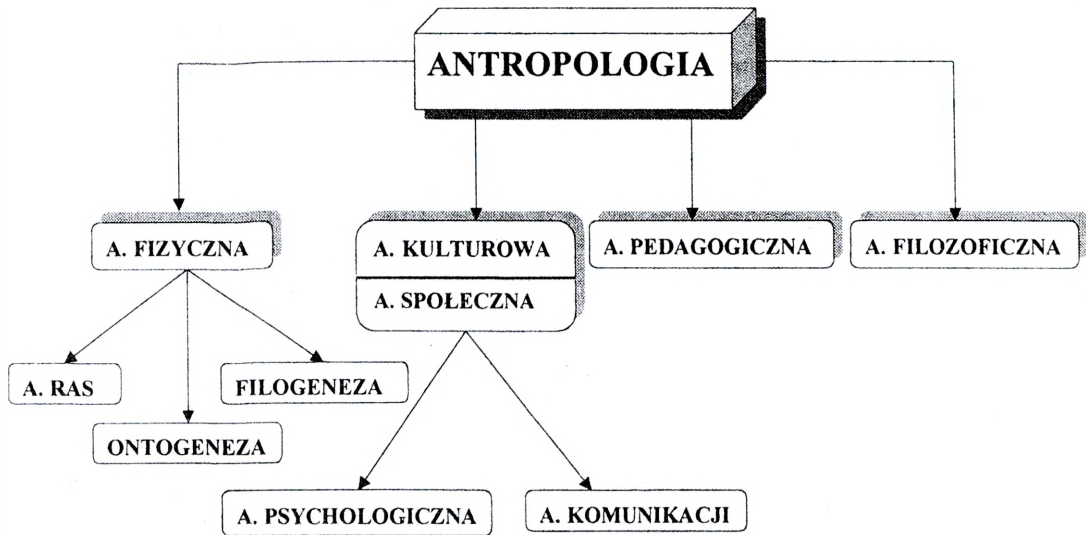 ANTROPOLOGIA
A. FIZYCZNA
A. KULTUROWA
A. SPOŁECZNA
A. PEDAGOGICZNA
A. FILOZOFICZNA
A. RAS
FILOGENEZA
ONTOGENEZA
A. PSYCHOLOGICZNA
A. KOMUNIKACJI